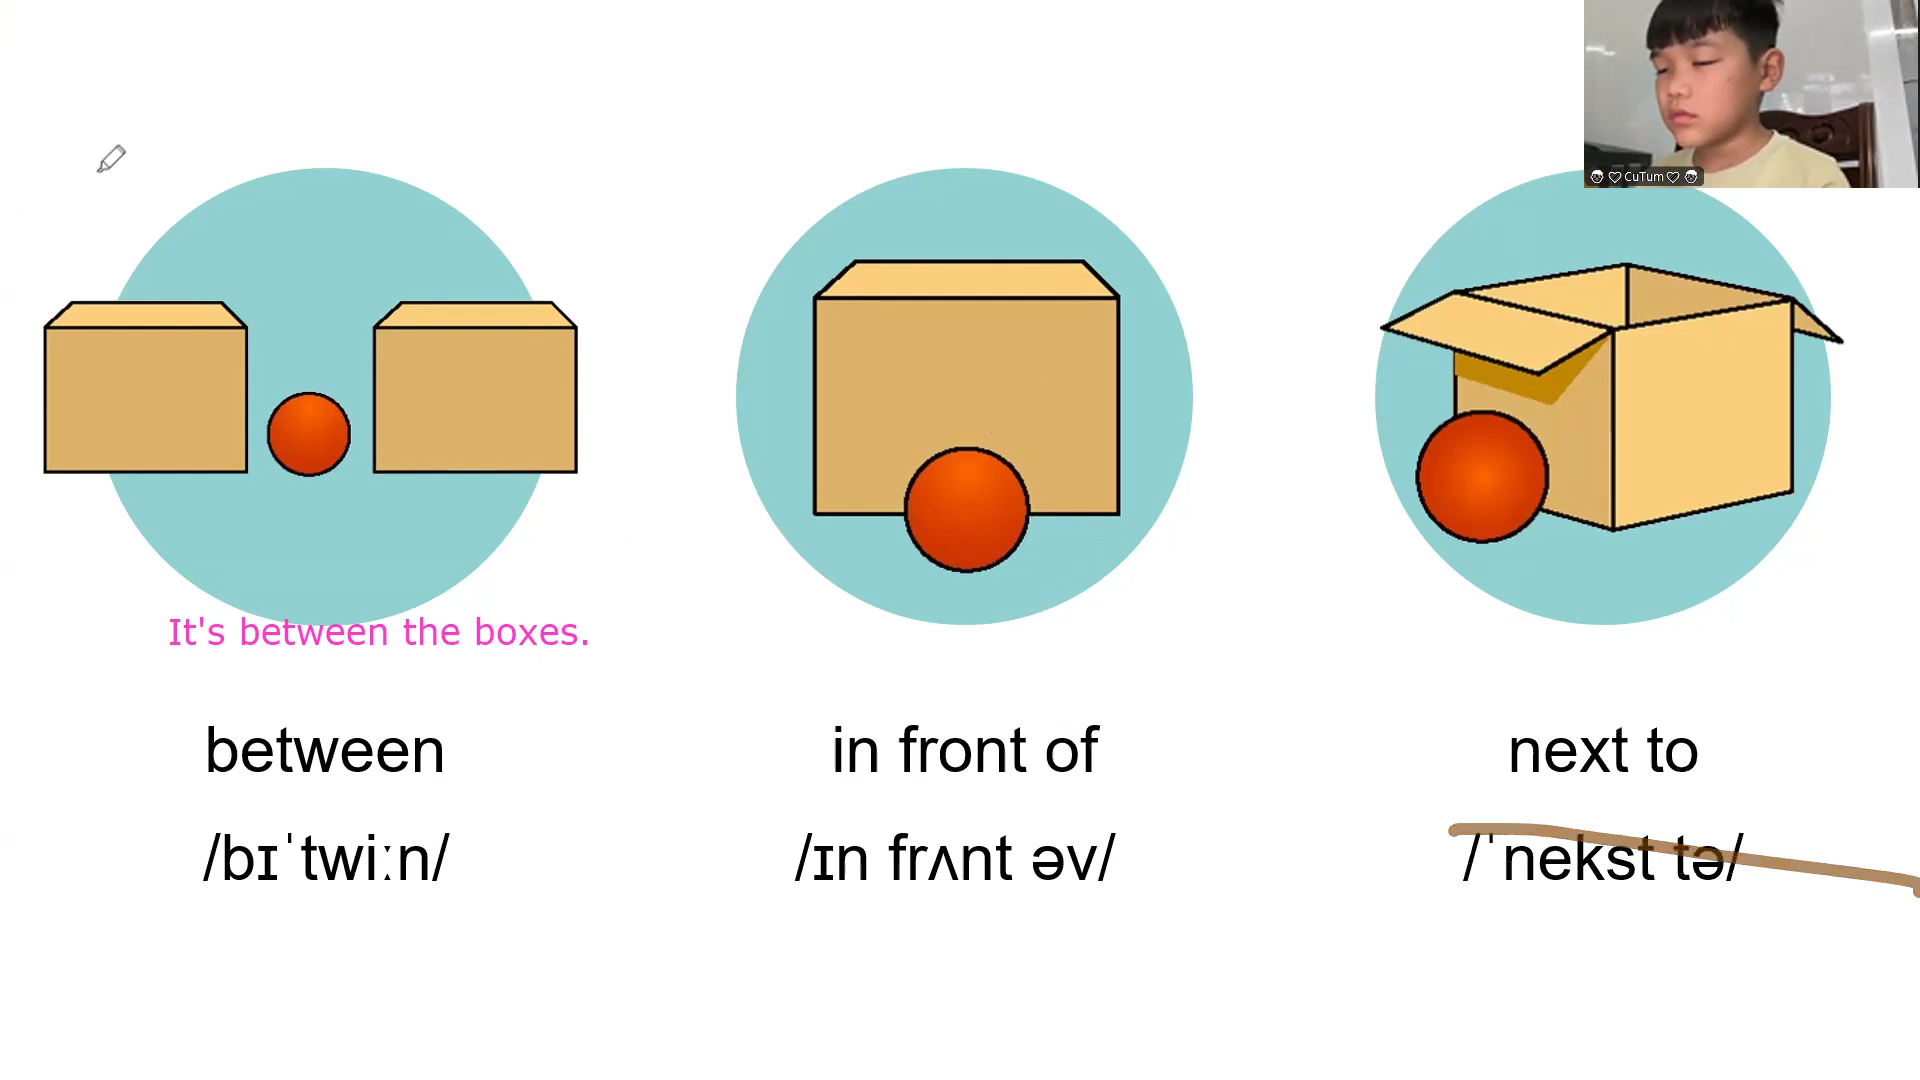 CuTum
It's between the boxes.
between
in front of
next to
/bɪˈtwiːn/
/ɪn frʌnt əv/
/ˈnekst tə/